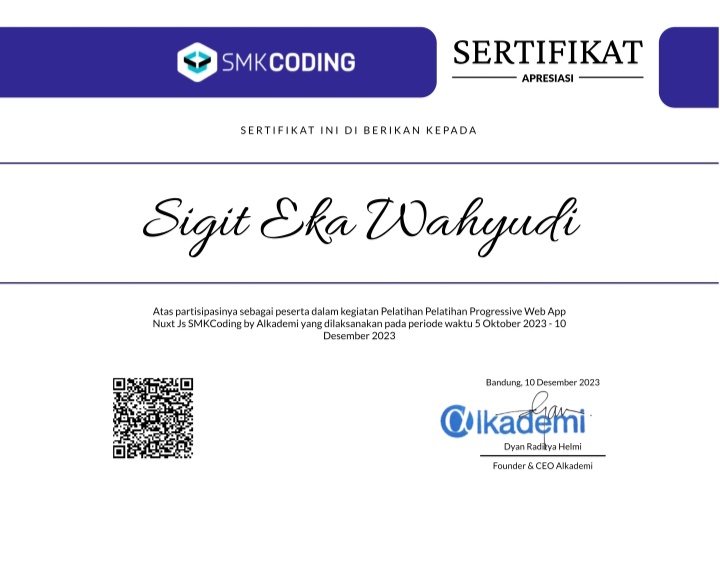 SMKCODING
SERTIFIKAT
APRESIASI
SERTIFIKAT INI DI BERIKAN KEPADA
Sigit Eka Wahyudi
Atas partisipasinya sebagai peserta dalam kegiatan Pelatihan Pelatihan Progressive Web App
Nuxt Js SMKCoding by Alkademi yang dilaksanakan pada periode waktu 5 Oktober 2023 - 10
Desember 2023
Bandung, 10 Desember 2023
Alkademi
Dyan Raditya Helmi
Founder & CEO Alkademi